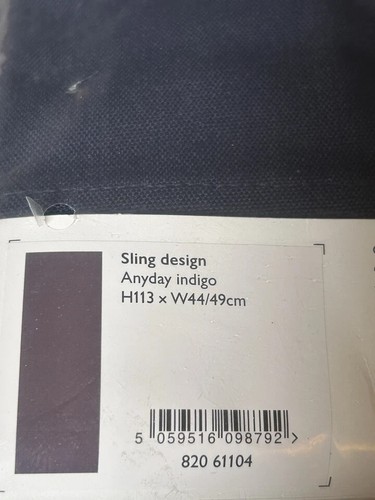 Sling design
Anyday indigo
H113 x W44/49cm
5 059516 098792 >
820 61104